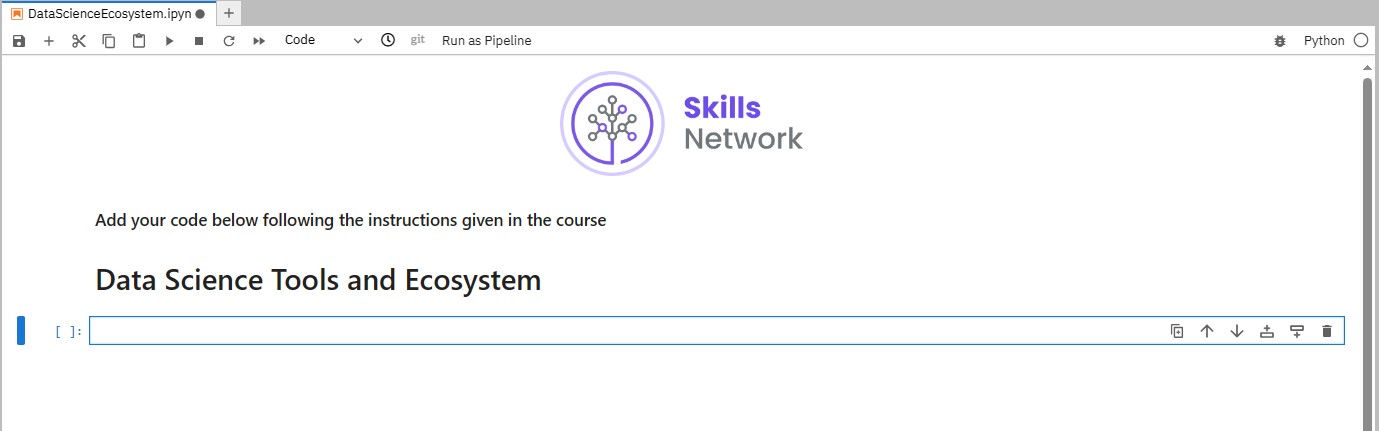 DataScienceEcosystem.ipyn
Code git Run as Pipeline Python
Skills
Network
Add your code below following the instructions given in the course
Data Science Tools and Ecosystem
[ ]: